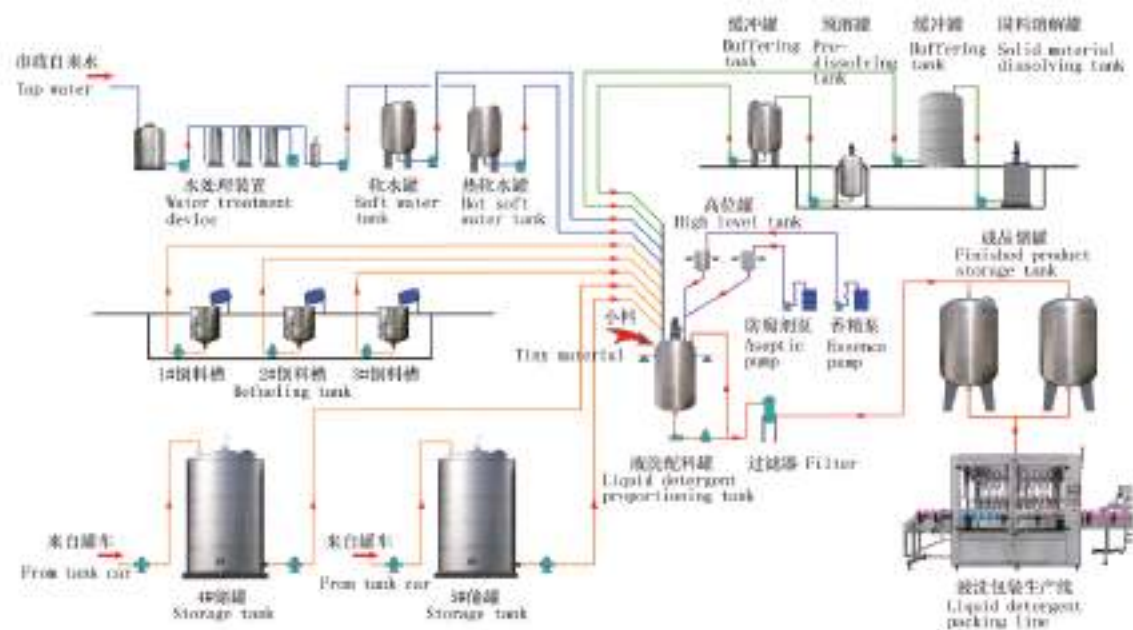 缓冲罐
Buffering
tank
预溶罐
Pre-
dissolving
tank
缓冲罐
Buffering
tank
固料溶解罐
Solid material
dissolving tank
市政自来水
Tap water
水处理装置
Water treatment
device
软水罐
Soft water
tank
热软水罐
Hot soft
water tank
高位罐
High level tank
成品储罐
Finished product
storage tank
小料
Tiny material
防腐剂泵
Aseptic
pump
香精泵
Essence
pump
1#倒料槽
2#倒料槽
3#倒料槽
Refueling tank
液洗配料罐
Liquid detergent
proportioning tank
过滤器 Filter
来自罐车
From tank car
来自罐车
From tank car
4#储罐
Storage tank
5#储罐
Storage tank
液洗包装生产线
Liquid detergent
packing line